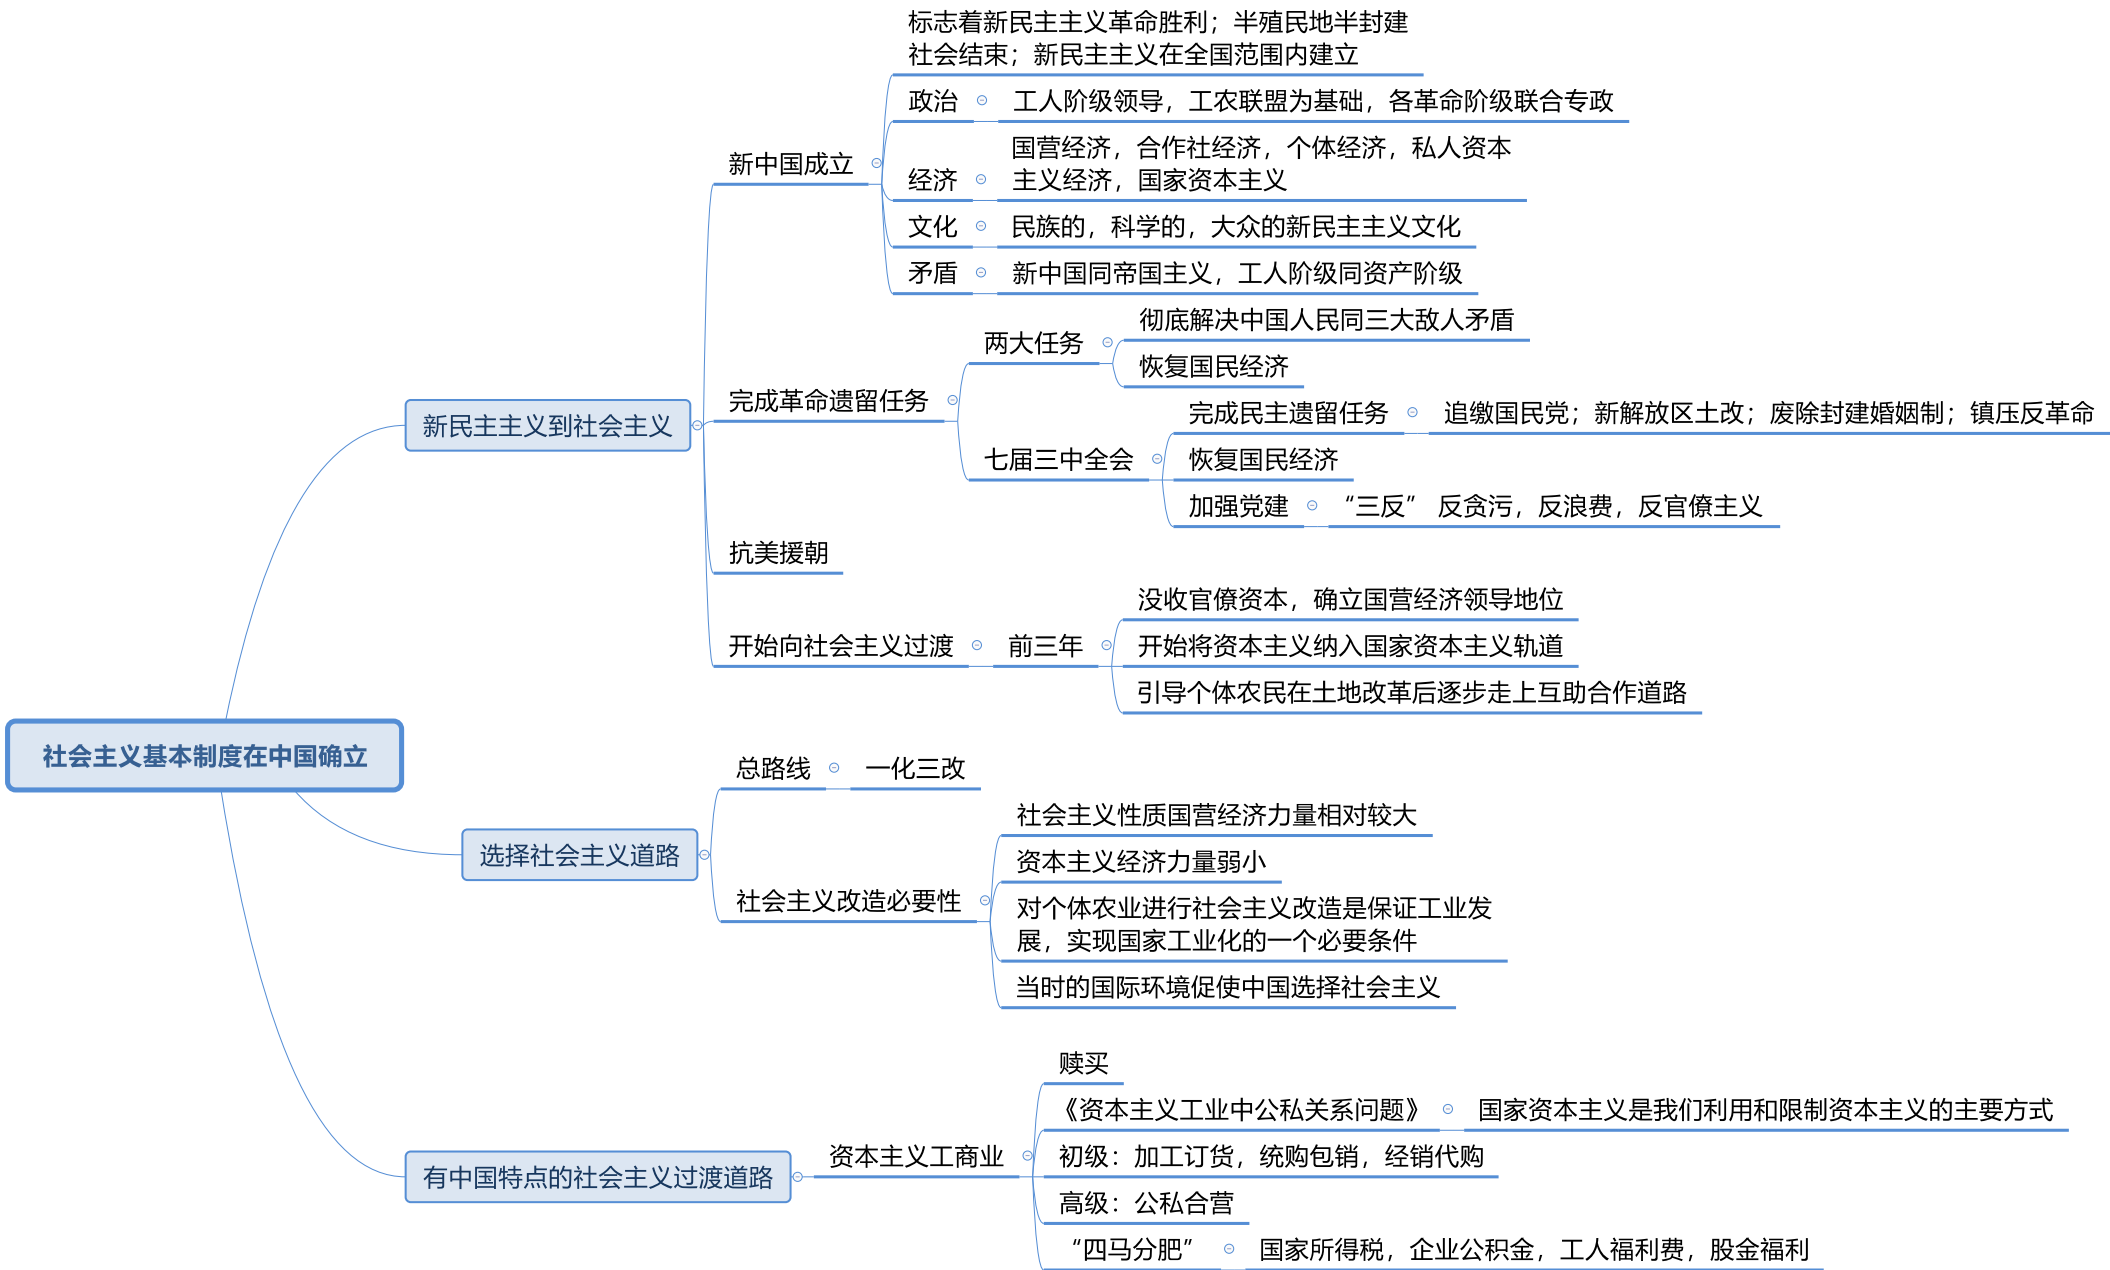 社会主义基本制度在中国确立
新民主主义到社会主义
新中国成立
标志着新民主主义革命胜利；半殖民地半封建
社会结束；新民主主义在全国范围内建立
政治
工人阶级领导，工农联盟为基础，各革命阶级联合专政
经济
国营经济，合作社经济，个体经济，私人资本
主义经济，国家资本主义
文化
民族的，科学的，大众的新民主主义文化
矛盾
新中国同帝国主义，工人阶级同资产阶级
完成革命遗留任务
两大任务
彻底解决中国人民同三大敌人矛盾
恢复国民经济
七届三中全会
完成民主遗留任务
追缴国民党；新解放区土改；废除封建婚姻制；镇压反革命
恢复国民经济
加强党建
“三反” 反贪污，反浪费，反官僚主义
抗美援朝
开始向社会主义过渡
前三年
没收官僚资本，确立国营经济领导地位
开始将资本主义纳入国家资本主义轨道
引导个体农民在土地改革后逐步走上互助合作道路
选择社会主义道路
总路线
一化三改
社会主义改造必要性
社会主义性质国营经济力量相对较大
资本主义经济力量弱小
对个体农业进行社会主义改造是保证工业发
展，实现国家工业化的一个必要条件
当时的国际环境促使中国选择社会主义
有中国特点的社会主义过渡道路
资本主义工商业
赎买
《资本主义工业中公私关系问题》
国家资本主义是我们利用和限制资本主义的主要方式
初级：加工订货，统购包销，经销代购
高级：公私合营
“四马分肥”
国家所得税，企业公积金，工人福利费，股金福利